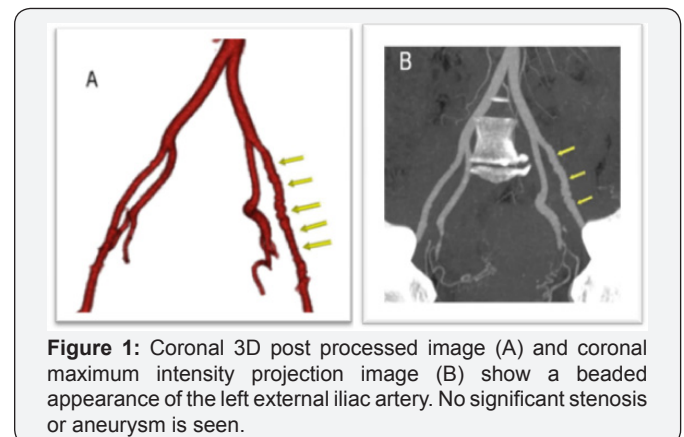 A
B
Figure 1: Coronal 3D post processed image (A) and coronal
maximum intensity projection image (B) show a beaded
appearance of the left external iliac artery. No significant stenosis
or aneurysm is seen.